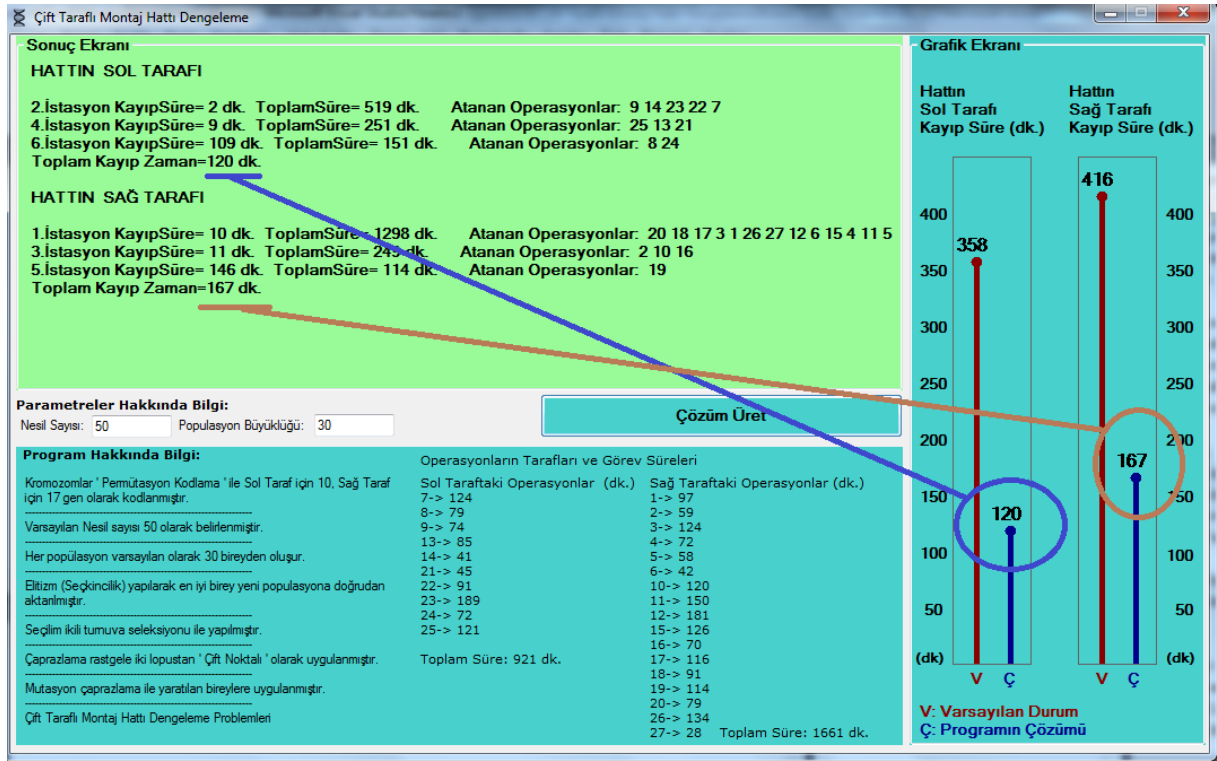 Çift Taraflı Montaj Hattı Dengeleme
Sonuç Ekranı
HATTIN SOL TARAFI
2.İstasyon KayıpSüre= 2 dk. ToplamSüre= 519 dk. Atanan Operasyonlar: 9 14 23 22 7
4.İstasyon KayıpSüre= 9 dk. ToplamSüre= 251 dk. Atanan Operasyonlar: 25 13 21
6.İstasyon KayıpSüre= 109 dk. ToplamSüre= 151 dk. Atanan Operasyonlar: 8 24
Toplam Kayıp Zaman=120 dk.
HATTIN SAĞ TARAFI
1.İstasyon KayıpSüre= 10 dk. ToplamSüre= 1298 dk. Atanan Operasyonlar: 20 18 17 3 1 26 27 12 6 15 4 11 5
3.İstasyon KayıpSüre= 11 dk. ToplamSüre= 249 dk. Atanan Operasyonlar: 2 10 16
5.İstasyon KayıpSüre= 146 dk. ToplamSüre= 114 dk. Atanan Operasyonlar: 19
Toplam Kayıp Zaman=167 dk.
Parametreler Hakkında Bilgi:
Nesil Sayısı: 50 Populasyon Büyüklüğü: 30
Çözüm Üret
Program Hakkında Bilgi:
Kromozomlar ' Permütasyon Kodlama ' ile Sol Taraf için 10, Sağ Taraf
için 17 gen olarak kodlanmıştır.
Varsayılan Nesil sayısı 50 olarak belirlenmiştir.
Her popülasyon varsayılan olarak 30 bireyden oluşur.
Elitizm (Seçkincilik) yapılarak en iyi birey yeni populasyona doğrudan
aktarılmıştır.
Seçilim ikili turnuva seleksiyonu ile yapılmıştır.
Çaprazlama rastgele iki lopustan ' Çift Noktalı ' olarak uygulanmıştır.
Mutasyon çaprazlama ile yaratılan bireylere uygulanmıştır.
Çift Taraflı Montaj Hattı Dengeleme Problemleri
Operasyonların Tarafları ve Görev Süreleri
Sol Taraftaki Operasyonlar (dk.)
7-> 124
8-> 79
9-> 74
13-> 85
14-> 41
21-> 45
22-> 91
23-> 189
24-> 72
25-> 121
Toplam Süre: 921 dk.
Sağ Taraftaki Operasyonlar (dk.)
1-> 97
2-> 59
3-> 124
4-> 72
5-> 58
6-> 42
10-> 120
11-> 150
12-> 181
15-> 126
16-> 70
17-> 116
18-> 91
19-> 114
20-> 79
26-> 134
27-> 28 Toplam Süre: 1661 dk.
Grafik Ekranı
Hattın
Sol Tarafı
Kayıp Süre (dk.)
Hattın
Sağ Tarafı
Kayıp Süre (dk.)
416
400 400
358
350 350
300 300
250 250
200 200
167
150 150
120
100 100
50 50
(dk) (dk)
V Ç V Ç
V: Varsayılan Durum
Ç: Programın Çözümü